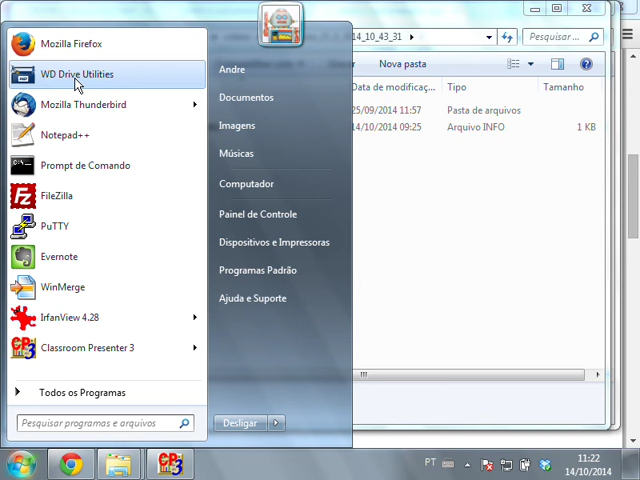 14_10_43_31
Pesquisar ...
Mozilla Firefox
WD Drive Utilities
Mozilla Thunderbird
Notepad++
Prompt de Comando
FileZilla
PuTTY
Evernote
WinMerge
IrfanView 4.28
Classroom Presenter 3
Todos os Programas
Pesquisar programas e arquivos
Andre
Documentos
Imagens
Músicas
Computador
Painel de Controle
Dispositivos e Impressoras
Programas Padrão
Ajuda e Suporte
Desligar
Nova pasta
Data de modificaç... Tipo Tamanho
25/09/2014 11:57 Pasta de arquivos
14/10/2014 09:25 Arquivo INFO 1 KB
PT
11:22
14/10/2014